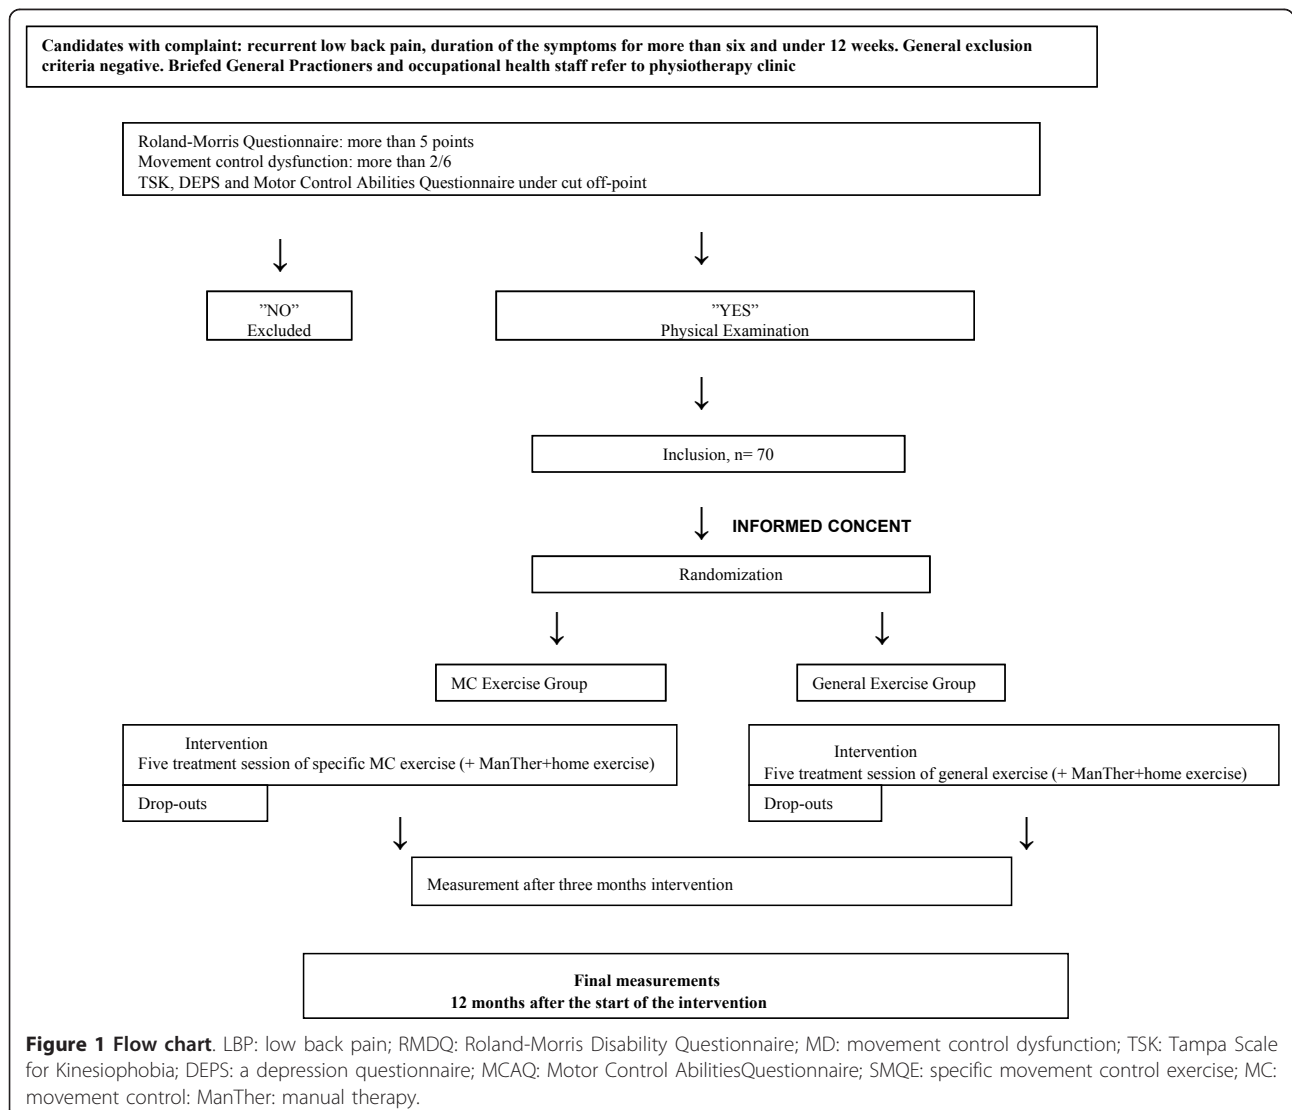 Candidates with complaint: recurrent low back pain, duration of the symptoms for more than six and under 12 weeks. General exclusion
criteria negative. Briefed General Practioners and occupational health staff refer to physiotherapy clinic
Roland-Morris Questionnaire: more than 5 points
Movement control dysfunction: more than 2/6
TSK, DEPS and Motor Control Abilities Questionnaire under cut off-point
”NO”
Excluded
”YES”
Physical Examination
Inclusion, n= 70
INFORMED CONCENT
Randomization
MC Exercise Group
General Exercise Group
Intervention
Five treatment session of specific MC exercise (+ ManTher+home exercise)
Drop-outs
Intervention
Five treatment session of general exercise (+ ManTher+home exercise)
Drop-outs
Measurement after three months intervention
Final measurements
12 months after the start of the intervention
Figure 1 Flow chart. LBP: low back pain; RMDQ: Roland-Morris Disability Questionnaire; MD: movement control dysfunction; TSK: Tampa Scale
for Kinesiophobia; DEPS: a depression questionnaire; MCAQ: Motor Control AbilitiesQuestionnaire; SMQE: specific movement control exercise; MC:
movement control: ManTher: manual therapy.